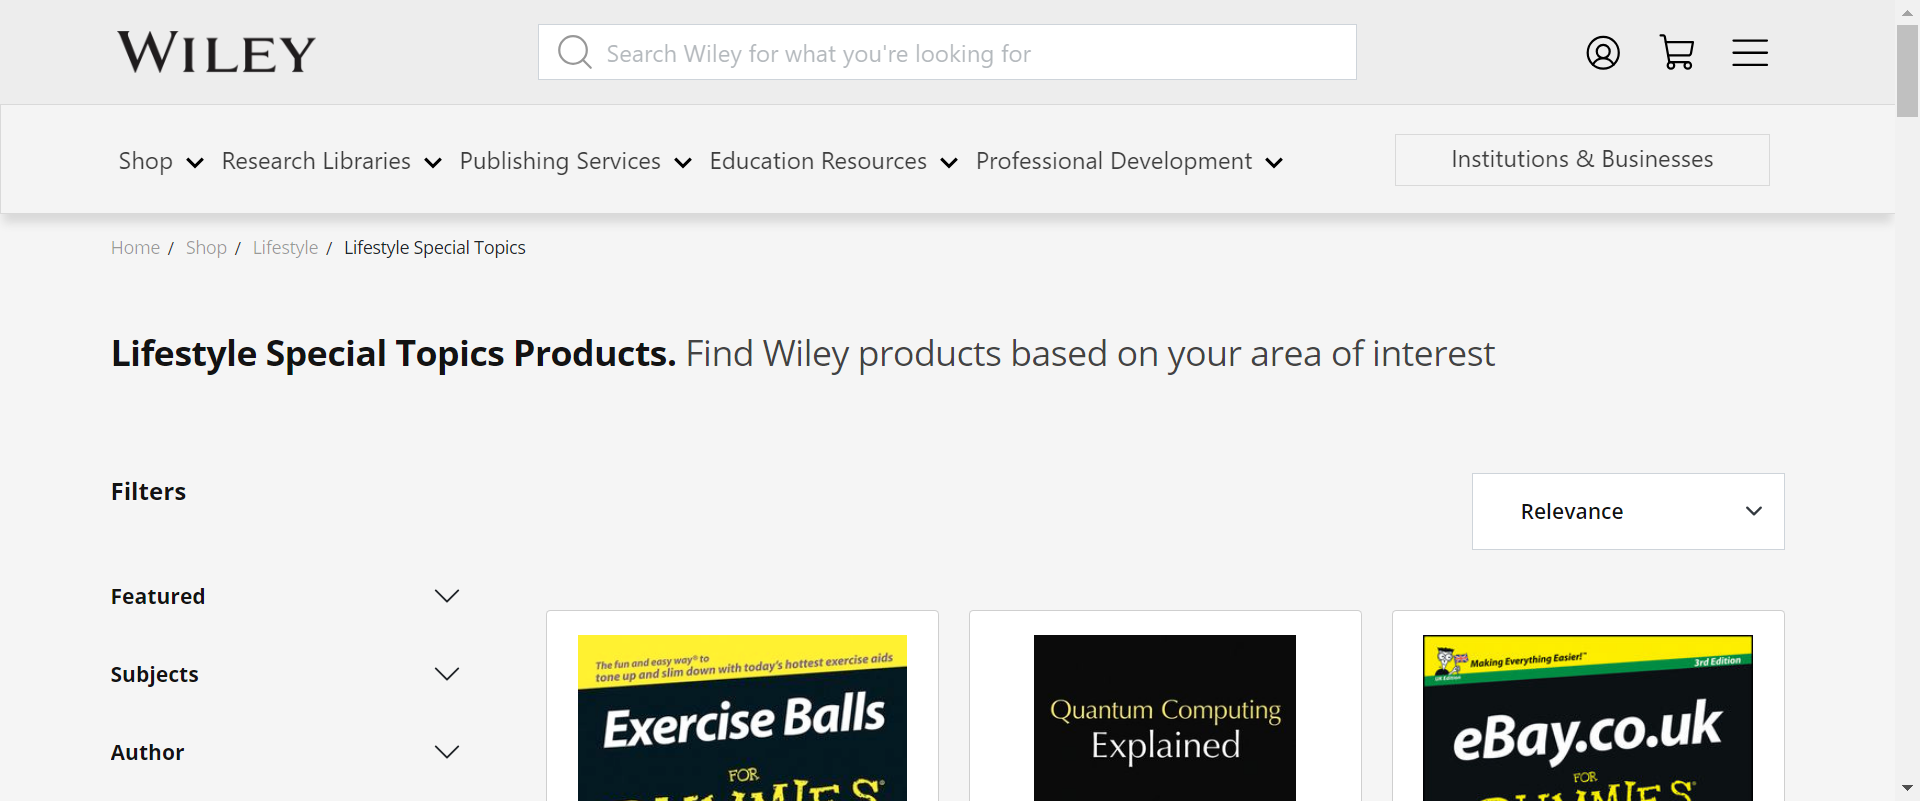 WILEY
Search Wiley for what you're looking for
Shop Research Libraries Publishing Services Education Resources Professional Development Institutions & Businesses
Home / Shop / Lifestyle / Lifestyle Special Topics
Lifestyle Special Topics Products. Find Wiley products based on your area of interest
Filters
Relevance
Featured
Subjects
Author
The fun and easy way® to
tone up and slim down with today's hottest exercise aids
Exercise Balls
FOR
DUMMIES®
Quantum Computing
Explained
Making Everything Easier!™
UK Edition
3rd Edition
eBay.co.uk
FOR
DUMMIES®